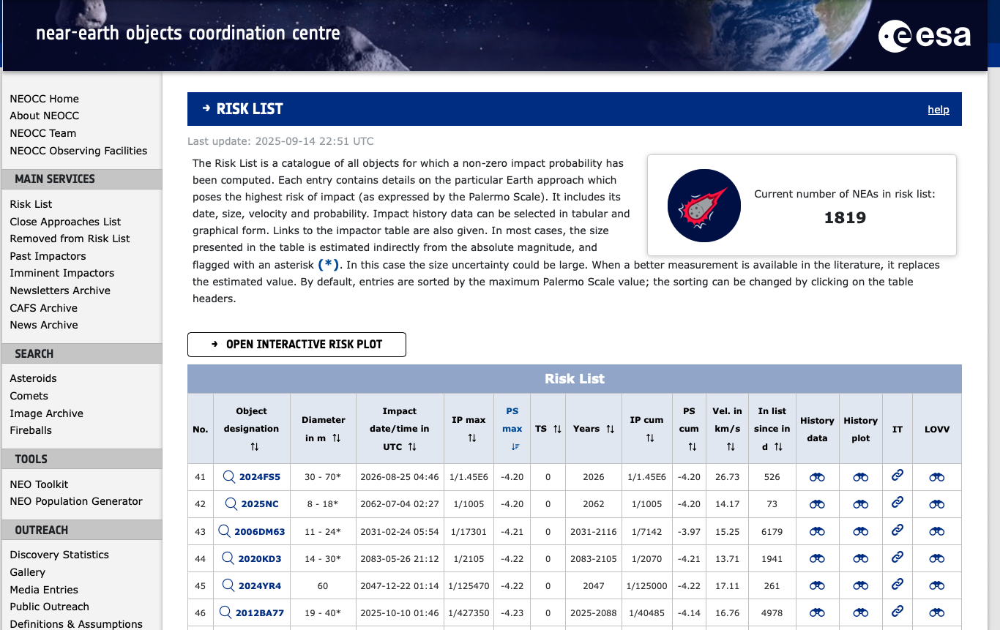 near-earth objects coordination centre
esa
NEOCC Home
About NEOCC
NEOCC Team
NEOCC Observing Facilities
MAIN SERVICES
Risk List
Close Approaches List
Removed from Risk List
Past Impactors
Imminent Impactors
Newsletters Archive
CAFS Archive
News Archive
SEARCH
Asteroids
Comets
Image Archive
Fireballs
TOOLS
NEO Toolkit
NEO Population Generator
OUTREACH
Discovery Statistics
Gallery
Media Entries
Public Outreach
Definitions & Assumptions
→ RISK LIST
help
Last update: 2025-09-14 22:51 UTC
The Risk List is a catalogue of all objects for which a non-zero impact probability has
been computed. Each entry contains details on the particular Earth approach which
poses the highest risk of impact (as expressed by the Palermo Scale). It includes its
date, size, velocity and probability. Impact history data can be selected in tabular and
graphical form. Links to the impactor table are also given. In most cases, the size
presented in the table is estimated indirectly from the absolute magnitude, and
flagged with an asterisk (*). In this case the size uncertainty could be large. When a better measurement is available in the literature, it replaces
the estimated value. By default, entries are sorted by the maximum Palermo Scale value; the sorting can be changed by clicking on the table
headers.
Current number of NEAs in risk list:
1819
→ OPEN INTERACTIVE RISK PLOT
Risk List
No. Object designation Diameter in m Impact date/time in UTC IP max PS max TS Years IP cum PS cum Vel. in km/s In list since in d History data History plot IT LOVV
41 2024FS5 30 - 70* 2026-08-25 04:46 1/1.45E6 -4.20 0 2026 1/1.45E6 -4.20 26.73 526
42 2025NC 8 - 18* 2062-07-04 02:27 1/1005 -4.20 0 2062 1/1005 -4.20 14.17 73
43 2006DM63 11 - 24* 2031-02-24 05:54 1/17301 -4.21 0 2031-2116 1/7142 -3.97 15.25 6179
44 2020KD3 14 - 30* 2083-05-26 21:12 1/2105 -4.22 0 2083-2105 1/2070 -4.21 13.71 1941
45 2024YR4 60 2047-12-22 01:14 1/125470 -4.22 0 2047 1/125000 -4.22 17.11 261
46 2012BA77 19 - 40* 2025-10-10 01:46 1/427350 -4.23 0 2025-2088 1/40485 -4.14 16.76 4978